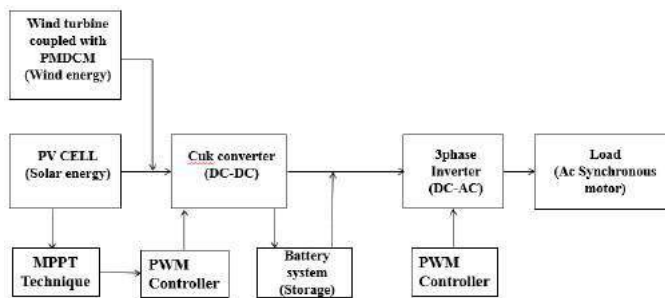 Wind turbine
coupled with
PMDCM
(Wind energy)
PV CELL
(Solar energy)
Cuk converter
(DC-DC)
3phase
Inverter
(DC-AC)
Load
(Ac Synchronous
motor)
MPPT
Technique
PWM
Controller
Battery
system
(Storage)
PWM
Controller